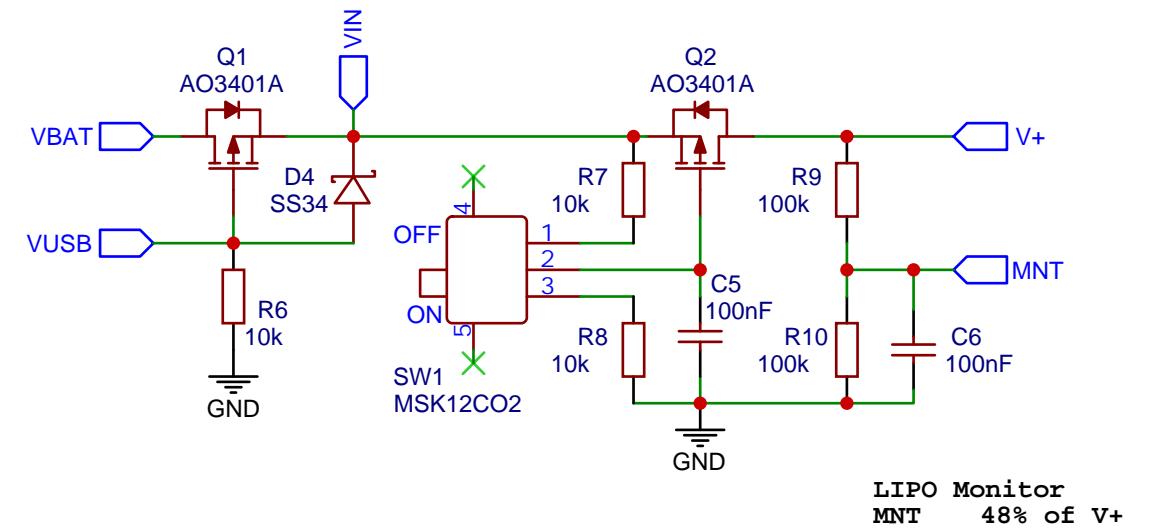 VIN
Q1
AO3401A
Q2
AO3401A
VBAT
V+
D4
SS34
R7
10k
R9
100k
VUSB
OFF
4
1
2
3
ON
5
MNT
R6
10k
C5
100nF
R8
10k
R10
100k
C6
100nF
SW1
MSK12CO2
GND
GND
LIPO Monitor
MNT 48% of V+